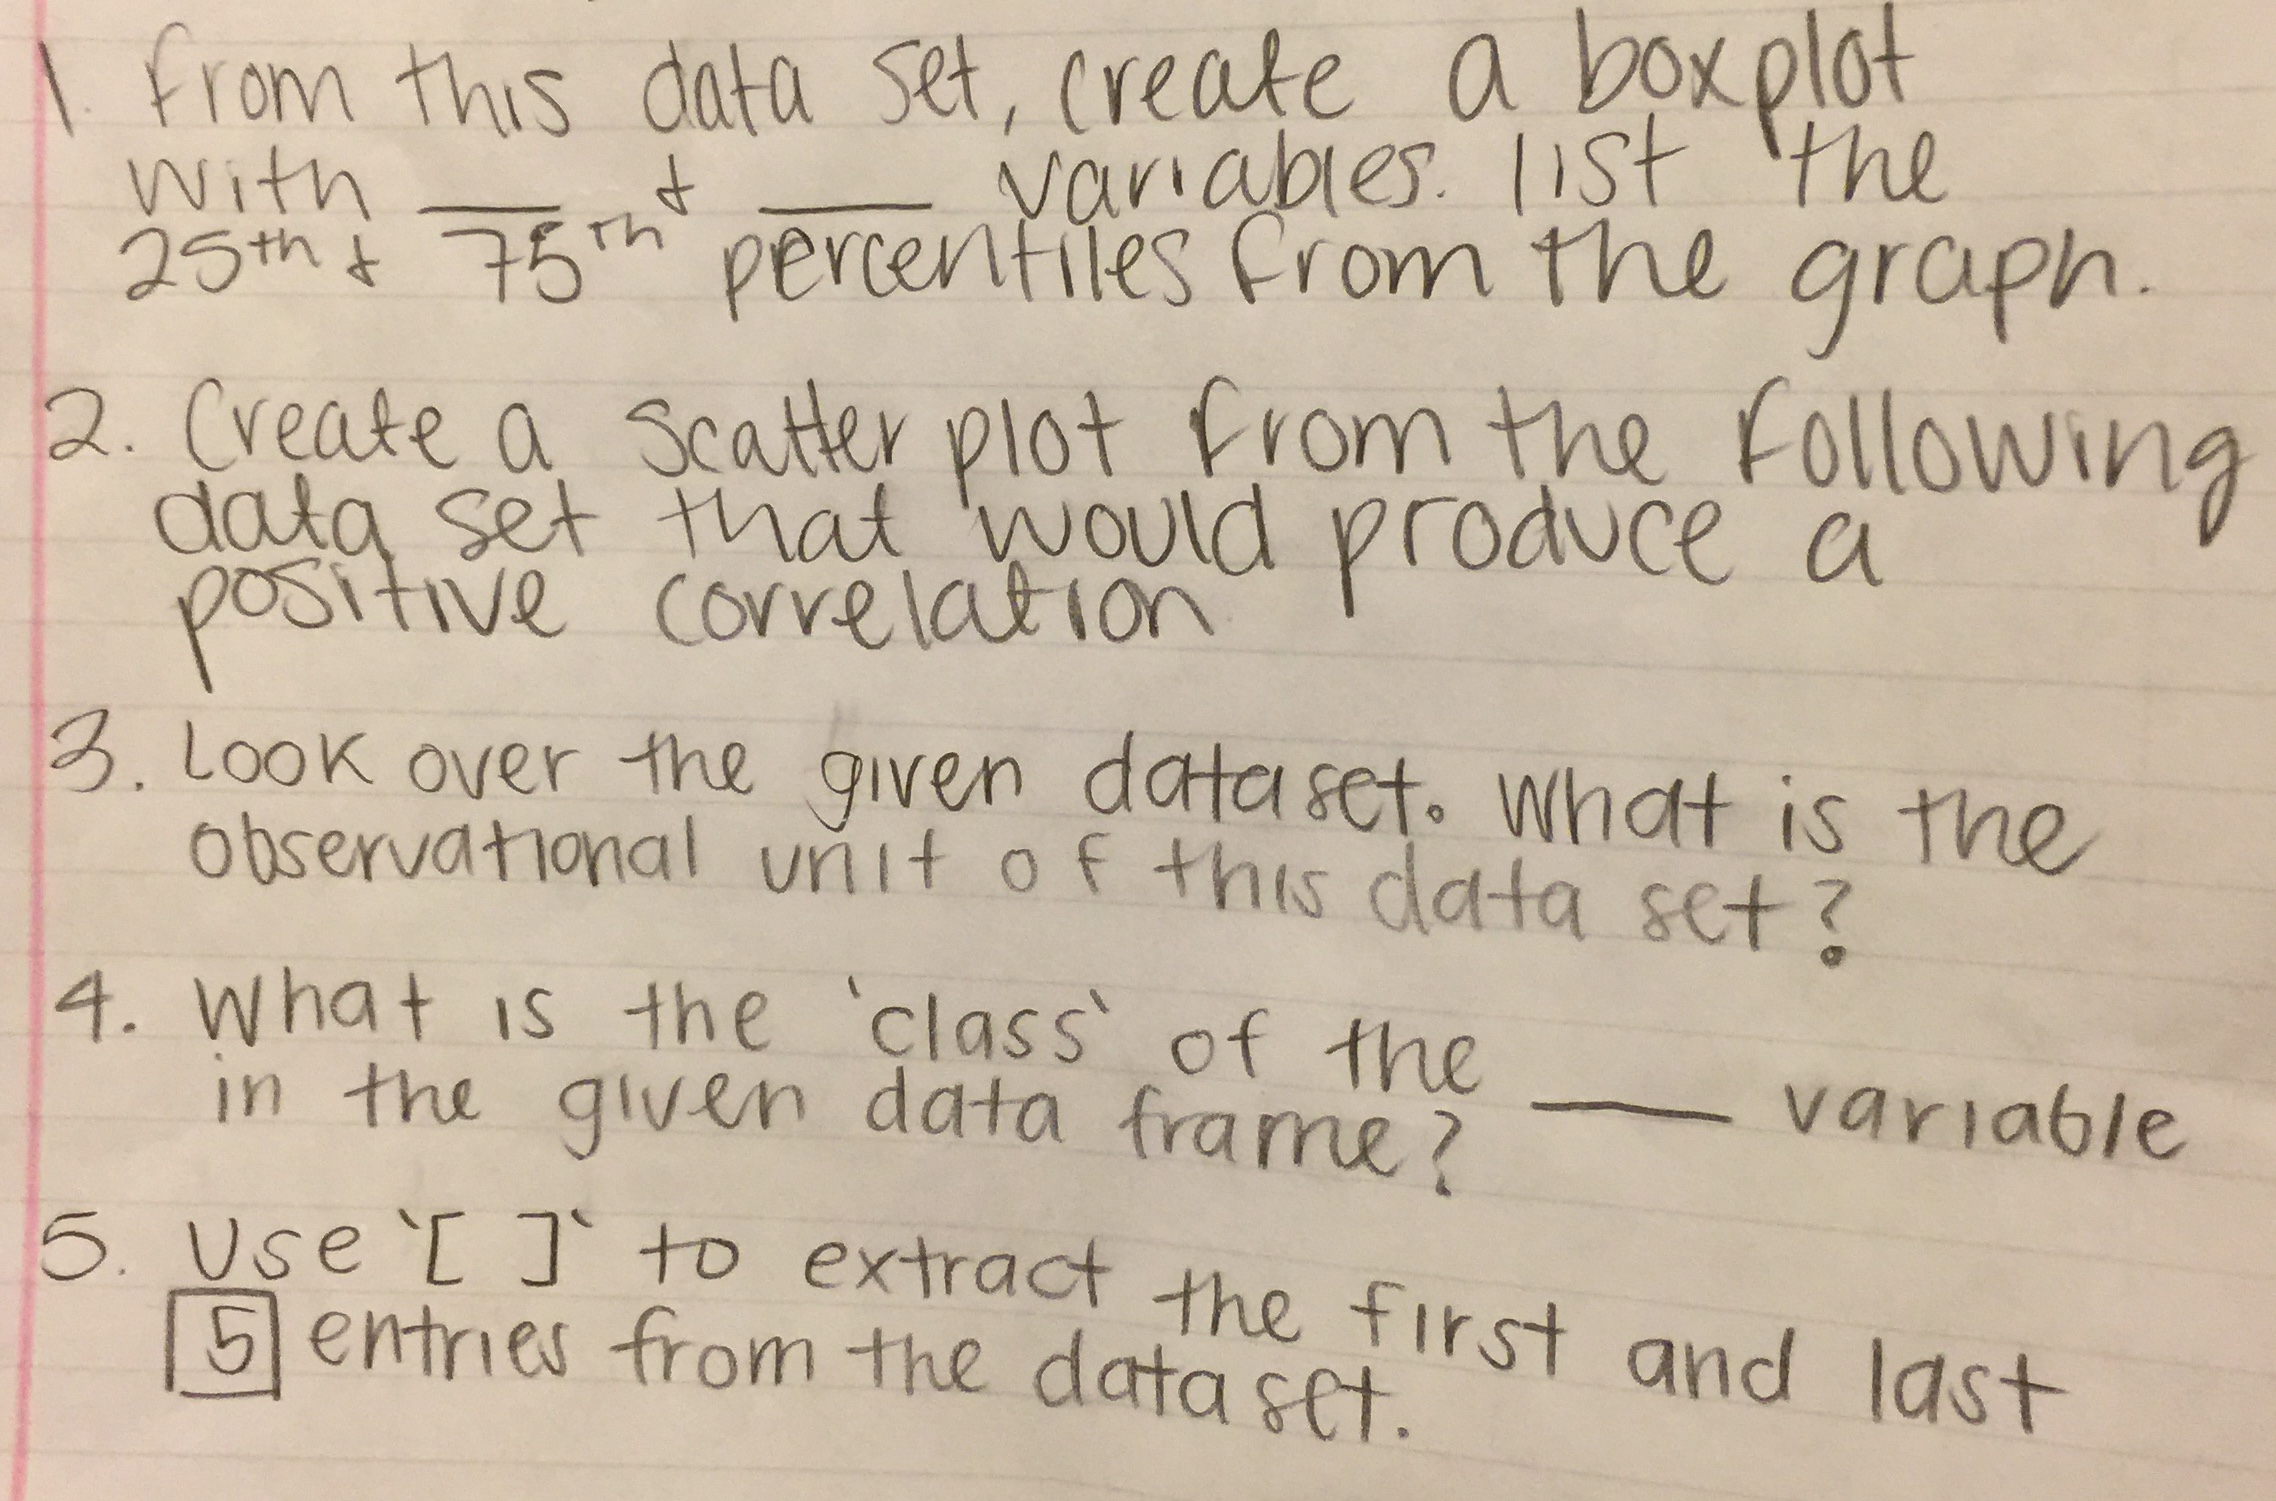 1. From this data set, create a boxplot
with ___ & ___ variables. list the
25th & 75th percentiles from the graph.
2. Create a scatter plot from the following
data set that would produce a
positive correlation
3. Look over the given dataset. What is the
observational unit of this data set?
4. What is the `class` of the ___ variable
in the given data frame?
5. Use `[ ]` to extract the first and last
5 entries from the dataset.